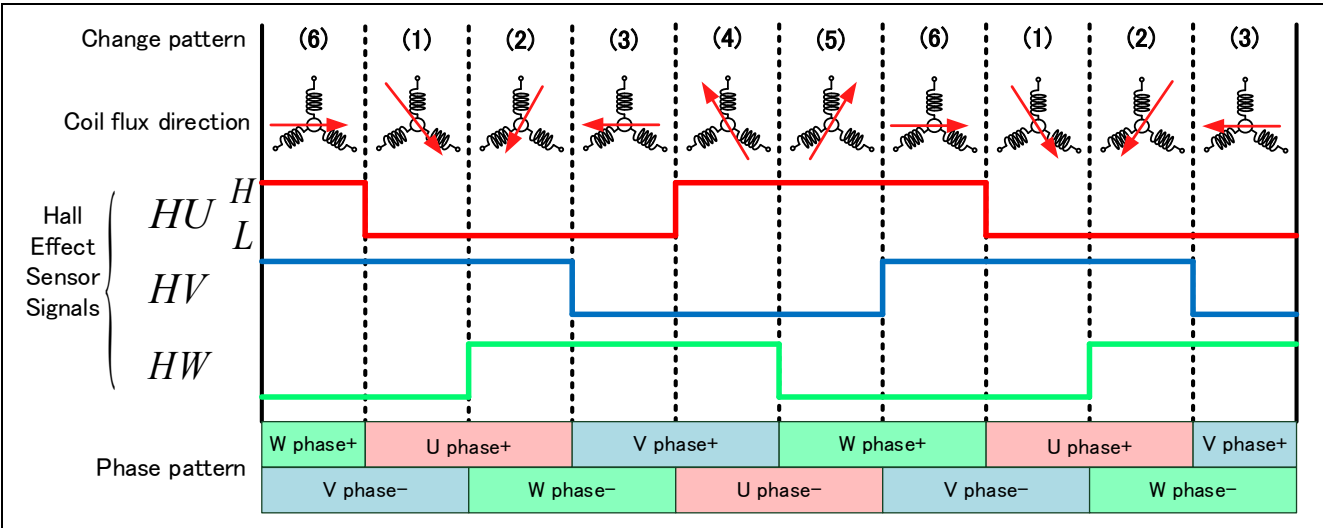 Change pattern (6) (1) (2) (3) (4) (5) (6) (1) (2) (3)
Coil flux direction
Hall
Effect
Sensor
Signals
HU H
L
HV
HW
Phase pattern
W phase+ U phase+ V phase+ W phase+ U phase+ V phase+
V phase− W phase− U phase− V phase− W phase−